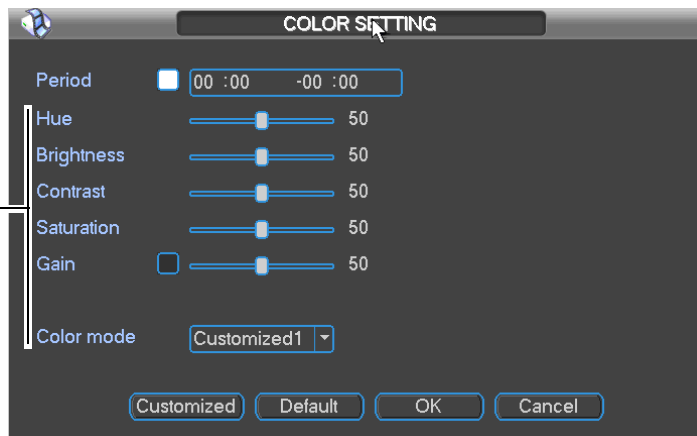 COLOR SETTING
Period 00 :00 -00 :00
Hue 50
Brightness 50
Contrast 50
Saturation 50
Gain 50
Color mode Customized1
Customized Default OK Cancel